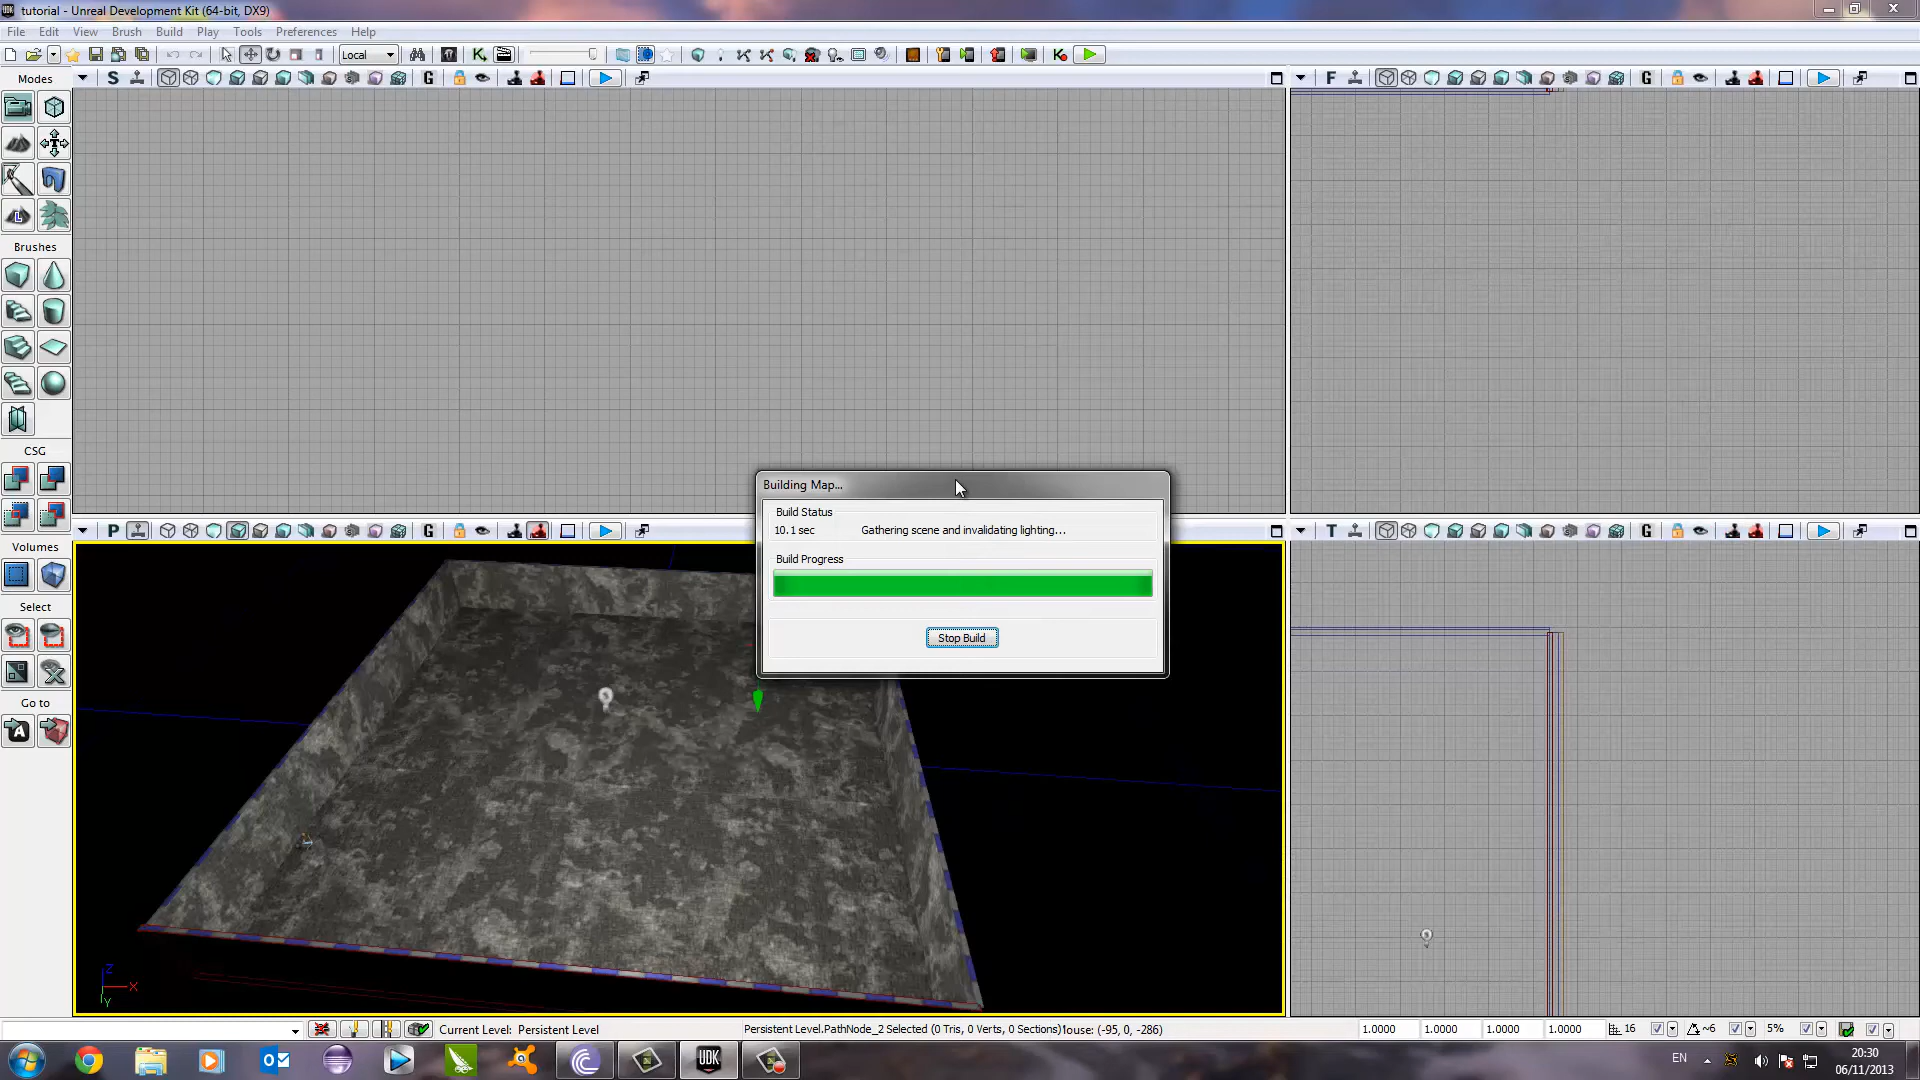 tutorial - Unreal Development Kit (64-bit, DX9)
File Edit View Brush Build Play Tools Preferences Help
Local
Modes
S G
F G
Brushes
CSG
Volumes
Select
Go to
P G
T G
Building Map...
Build Status
10.1 sec Gathering scene and invalidating lighting...
Build Progress
Stop Build
Z
X
Y
Current Level: Persistent Level
Persistent Level.PathNode_2 Selected (0 Tris, 0 Verts, 0 Sections)
Mouse: (-95, 0, -286)
1.0000 1.0000 1.0000 1.0000 16 ~6 5%
UDK
EN
20:30
06/11/2013